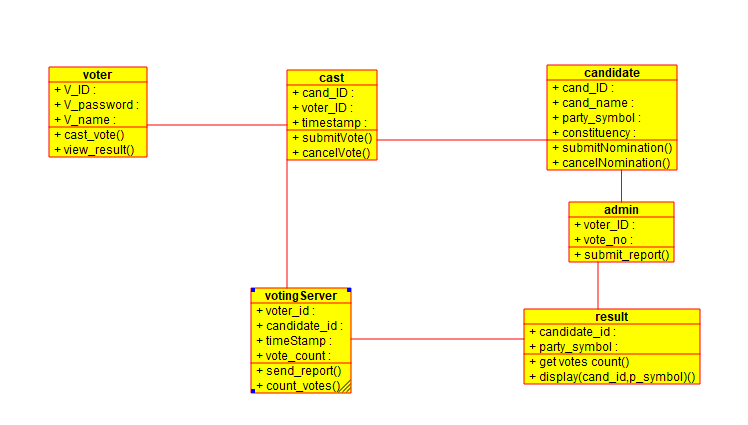 voter
+ V_ID :
+ V_password :
+ V_name :
+ cast_vote()
+ view_result()
cast
+ cand_ID :
+ voter_ID :
+ timestamp :
+ submitVote()
+ cancelVote()
candidate
+ cand_ID :
+ cand_name :
+ party_symbol :
+ constituency :
+ submitNomination()
+ cancelNomination()
admin
+ voter_ID :
+ vote_no :
+ submit_report()
votingServer
+ voter_id :
+ candidate_id :
+ timeStamp :
+ vote_count :
+ send_report()
+ count_votes()
result
+ candidate_id :
+ party_symbol :
+ get votes count()
+ display(cand_id,p_symbol)()